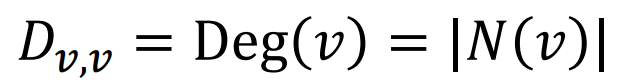 D_{v,v} = Deg(v) = |N(v)|